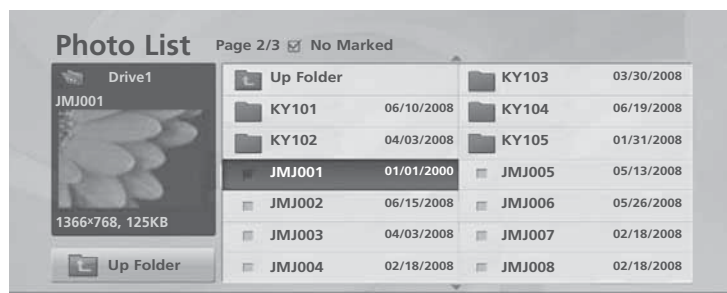 Photo List Page 2/3 No Marked
Drive1
JMJ001
1366×768, 125KB
Up Folder
Up Folder
KY101 06/10/2008
KY102 04/03/2008
JMJ001 01/01/2000
JMJ002 06/15/2008
JMJ003 04/03/2008
JMJ004 02/18/2008
KY103 03/30/2008
KY104 06/19/2008
KY105 01/31/2008
JMJ005 05/13/2008
JMJ006 05/26/2008
JMJ007 02/18/2008
JMJ008 02/18/2008